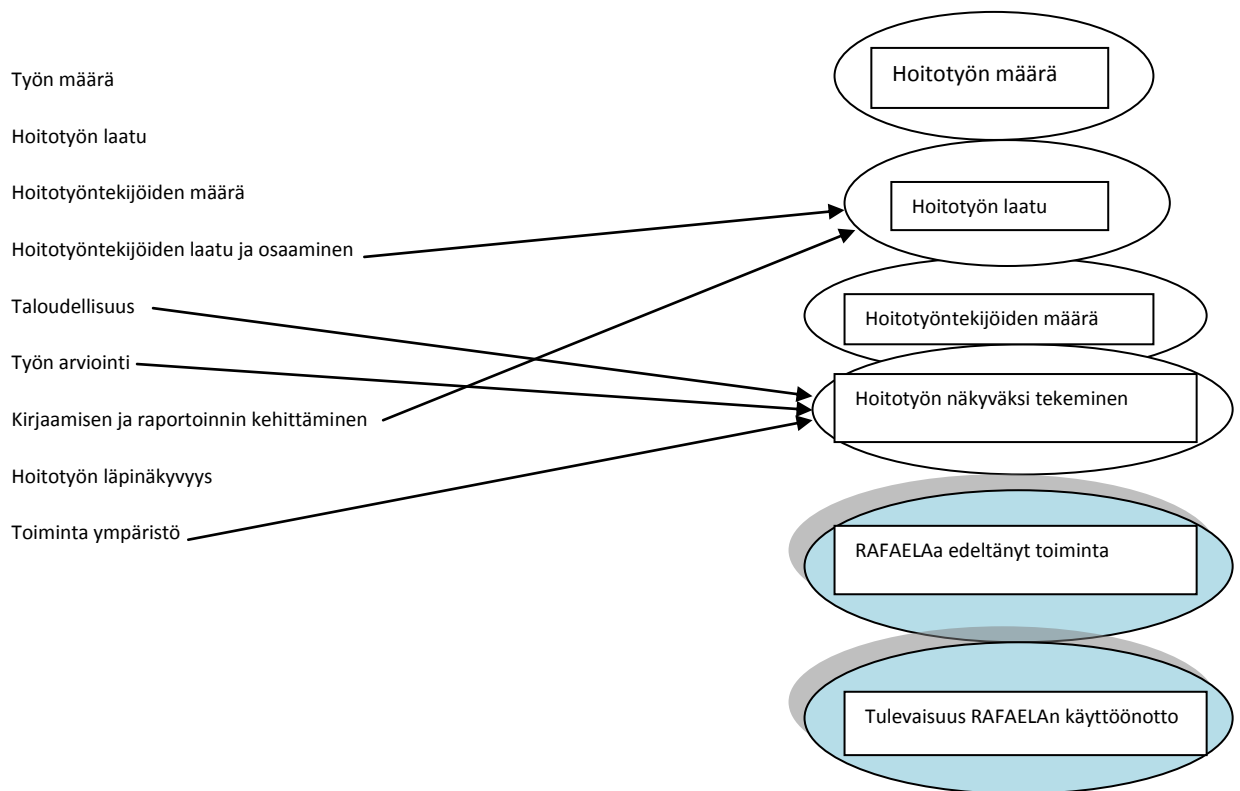 Työn määrä
Hoitotyön laatu
Hoitotyöntekijöiden määrä
Hoitotyöntekijöiden laatu ja osaaminen
Taloudellisuus
Työn arviointi
Kirjaamisen ja raportoinnin kehittäminen
Hoitotyön läpinäkyvyys
Toiminta ympäristö
Hoitotyön määrä
Hoitotyön laatu
Hoitotyöntekijöiden määrä
Hoitotyön näkyväksi tekeminen
RAFAELAa edeltänyt toiminta
Tulevaisuus RAFAELAn käyttöönotto